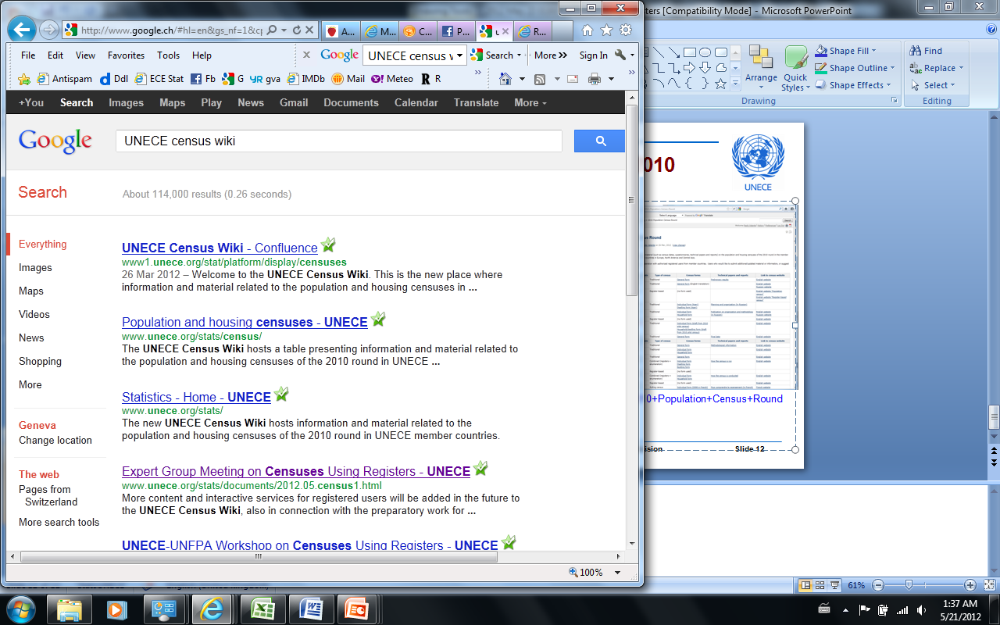 ters [Compatibility Mode] - Microsoft PowerPoint
http://www.google.ch/#hl=en&gs_nf=1&cp
A...
M...
C...
P...
u
R...
File Edit View Favorites Tools Help
Google UNECE census w Search More» Sign In
Antispam Ddl ECE Stat Fb G gva IMDb Mail Meteo R
Shape Fill
Shape Outline
Shape Effects
Arrange
Quick Styles
Drawing
Find
Replace
Select
Editing
+You Search Images Maps Play News Gmail Documents Calendar Translate More
Google UNECE census wiki
Search About 114,000 results (0.26 seconds)
Everything
Images
Maps
Videos
News
Shopping
More
Geneva
Change location
The web
Pages from
Switzerland
More search tools
UNECE Census Wiki - Confluence
www1.unece.org/stat/platform/display/censuses
26 Mar 2012 – Welcome to the UNECE Census Wiki. This is the new place where
information and material related to the population and housing censuses in ...
Population and housing censuses - UNECE
www.unece.org/stats/census/
The UNECE Census Wiki hosts a table presenting information and material related to
the population and housing censuses of the 2010 round in UNECE ...
Statistics - Home - UNECE
www.unece.org/stats/
The new UNECE Census Wiki hosts information and material related to the
population and housing censuses of the 2010 round in UNECE member countries.
Expert Group Meeting on Censuses Using Registers - UNECE
www.unece.org/stats/documents/2012.05.census1.html
More content and interactive services for registered users will be added in the future to
the UNECE Census Wiki, also in connection with the preparatory work for ...
UNECE-UNFPA Workshop on Censuses Using Registers - UNECE
100%
010
UNECE
0+Population+Census+Round
ision
Slide 12
61%
1:37 AM
5/21/2012